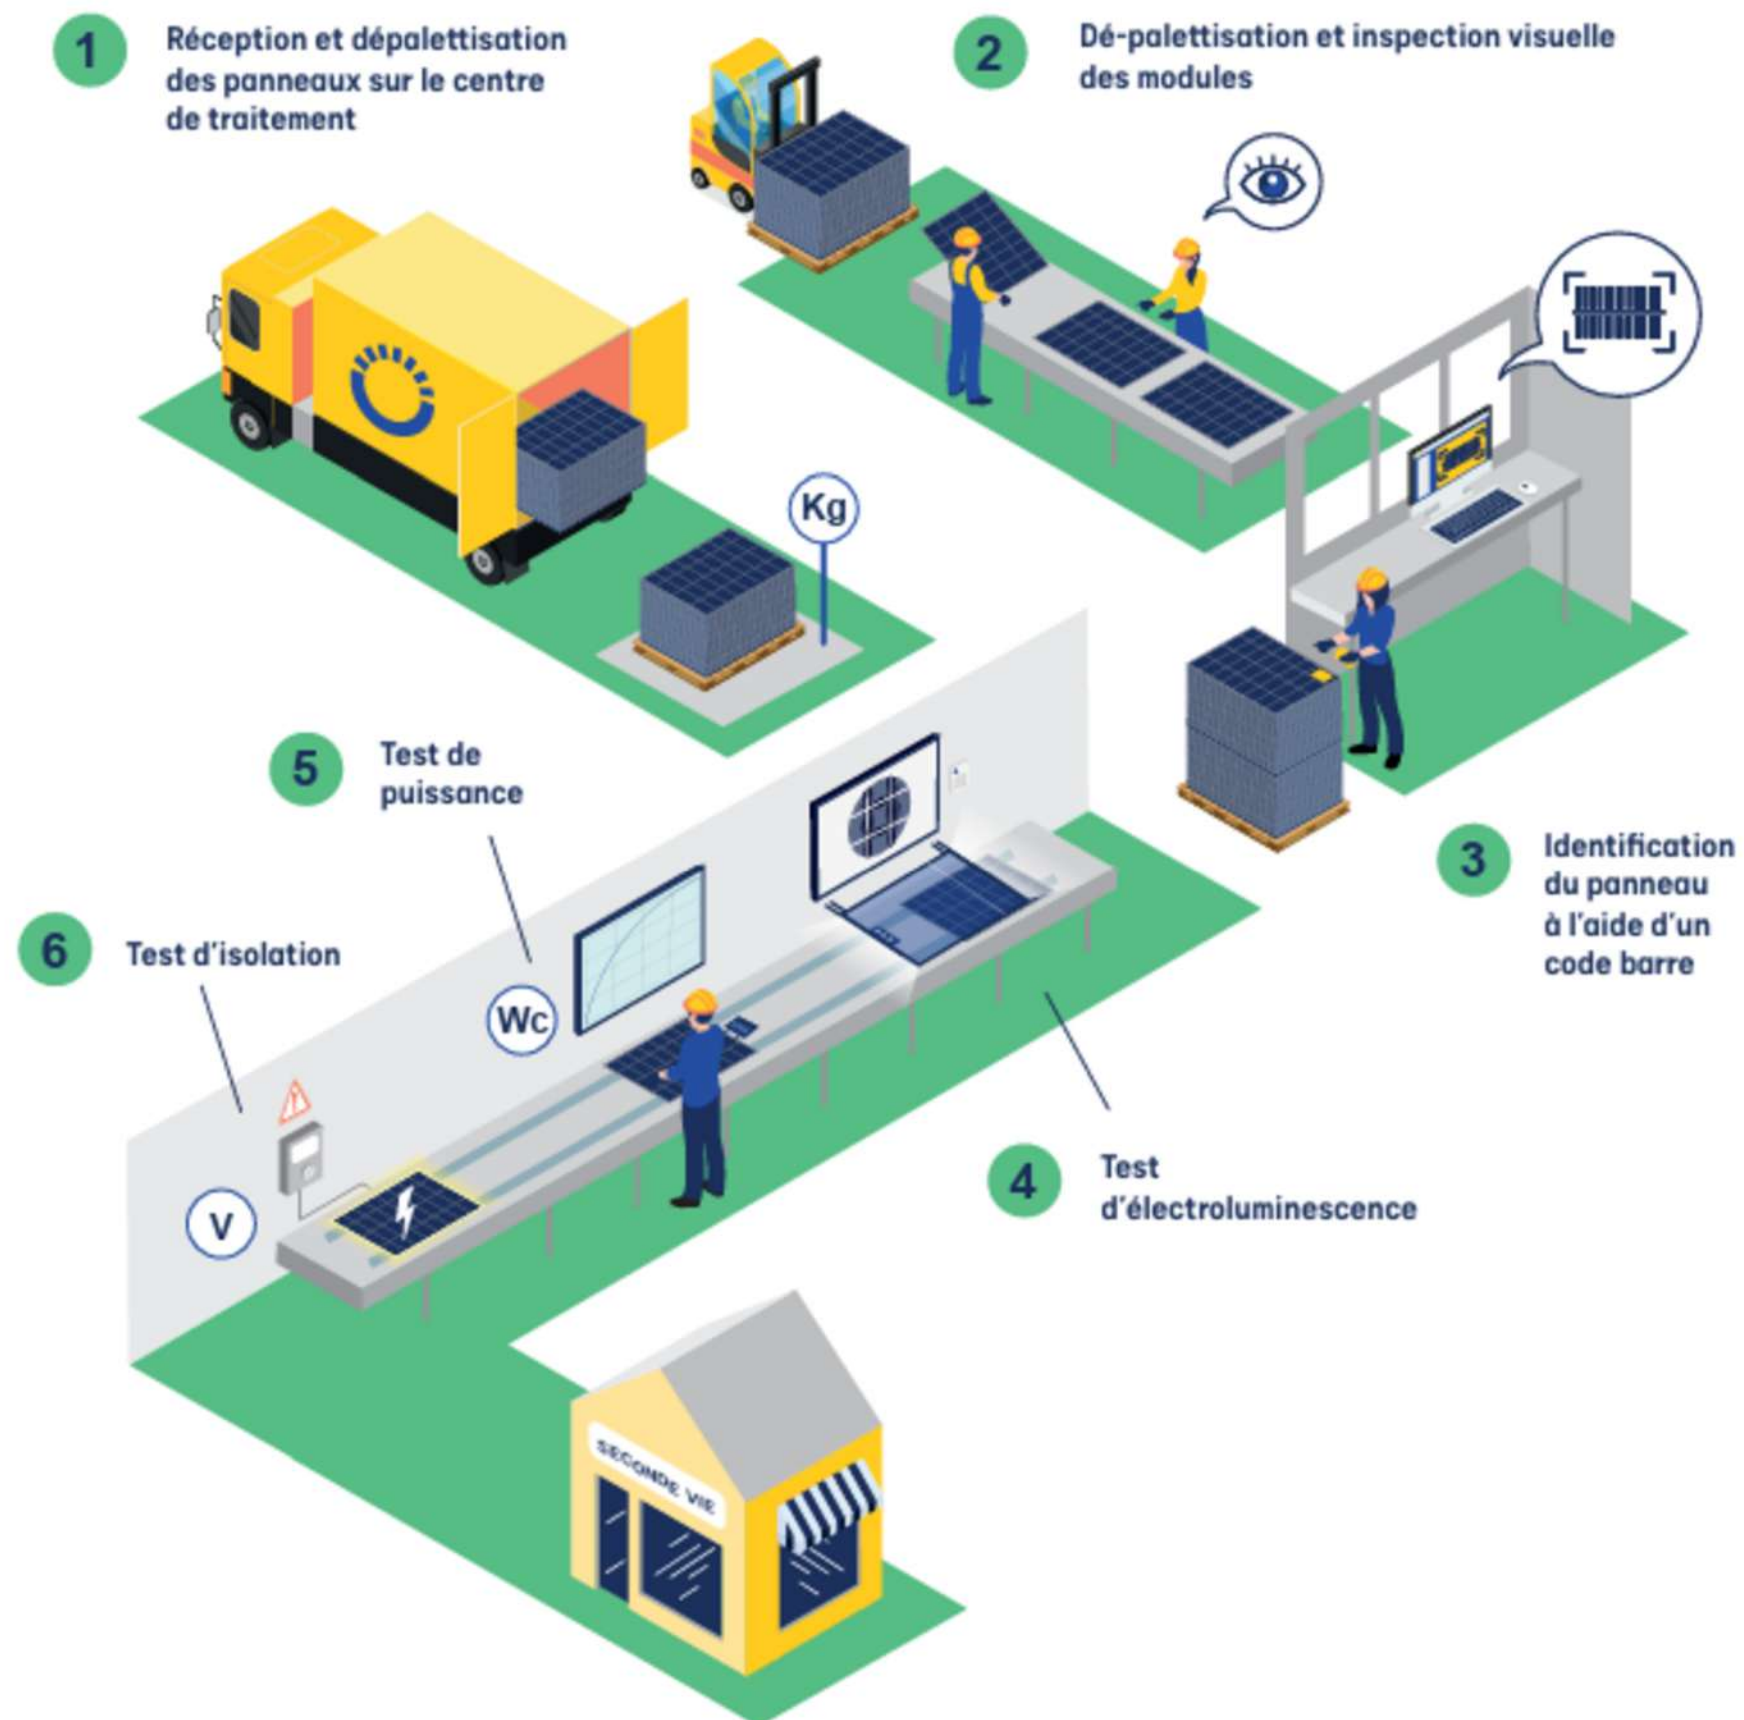 1
Réception et dépalettisation
des panneaux sur le centre
de traitement
2
Dé-palettisation et inspection visuelle
des modules
Kg
3
Identification
du panneau
à l'aide d'un
code barre
4
Test
d'électroluminescence
5
Test de
puissance
Wc
6
Test d'isolation
V
SECONDE VIE